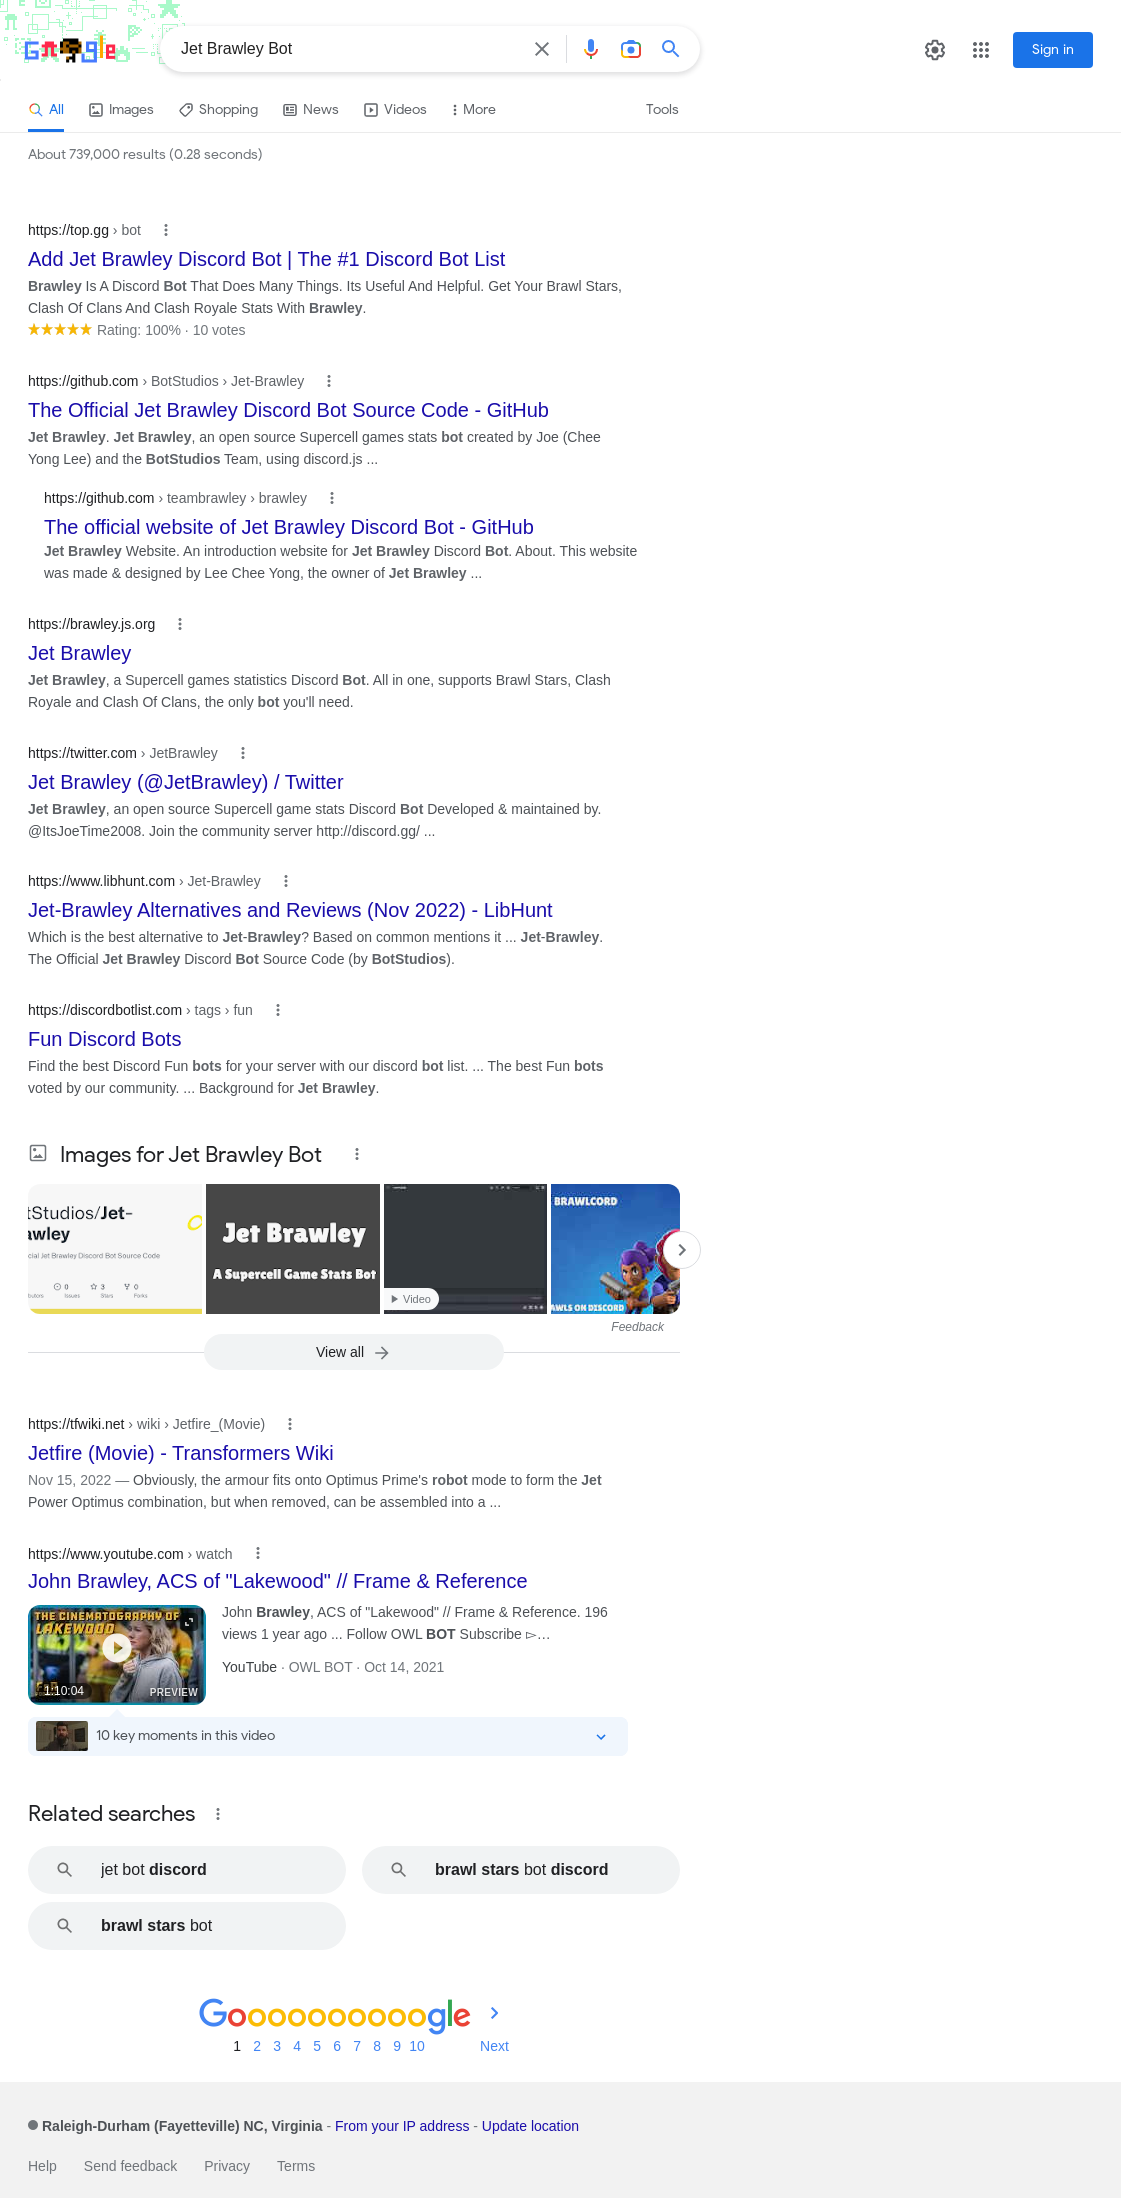 Google
Jet Brawley Bot
Sign in
All Images Shopping News Videos More Tools
About 739,000 results (0.28 seconds)
https://top.gg › bot
Add Jet Brawley Discord Bot | The #1 Discord Bot List
Brawley Is A Discord Bot That Does Many Things. Its Useful And Helpful. Get Your Brawl Stars,
Clash Of Clans And Clash Royale Stats With Brawley.
Rating: 100% · 10 votes
https://github.com › BotStudios › Jet-Brawley
The Official Jet Brawley Discord Bot Source Code - GitHub
Jet Brawley. Jet Brawley, an open source Supercell games stats bot created by Joe (Chee
Yong Lee) and the BotStudios Team, using discord.js ...
https://github.com › teambrawley › brawley
The official website of Jet Brawley Discord Bot - GitHub
Jet Brawley Website. An introduction website for Jet Brawley Discord Bot. About. This website
was made & designed by Lee Chee Yong, the owner of Jet Brawley ...
https://brawley.js.org
Jet Brawley
Jet Brawley, a Supercell games statistics Discord Bot. All in one, supports Brawl Stars, Clash
Royale and Clash Of Clans, the only bot you'll need.
https://twitter.com › JetBrawley
Jet Brawley (@JetBrawley) / Twitter
Jet Brawley, an open source Supercell game stats Discord Bot Developed & maintained by.
@ItsJoeTime2008. Join the community server http://discord.gg/ ...
https://www.libhunt.com › Jet-Brawley
Jet-Brawley Alternatives and Reviews (Nov 2022) - LibHunt
Which is the best alternative to Jet-Brawley? Based on common mentions it ... Jet-Brawley.
The Official Jet Brawley Discord Bot Source Code (by BotStudios).
https://discordbotlist.com › tags › fun
Fun Discord Bots
Find the best Discord Fun bots for your server with our discord bot list. ... The best Fun bots
voted by our community. ... Background for Jet Brawley.
Images for Jet Brawley Bot
tStudios/Jet-
awley
cial Jet Brawley Discord Bot Source Code
0 3 0
butors Issues Stars Forks
Jet Brawley
A Supercell Game Stats Bot
Video
BRAWLCORD
AWLS ON DISCORD
Feedback
View all
https://tfwiki.net › wiki › Jetfire_(Movie)
Jetfire (Movie) - Transformers Wiki
Nov 15, 2022 — Obviously, the armour fits onto Optimus Prime's robot mode to form the Jet
Power Optimus combination, but when removed, can be assembled into a ...
https://www.youtube.com › watch
John Brawley, ACS of "Lakewood" // Frame & Reference
THE CINEMATOGRAPHY OF
LAKEWOOD
1:10:04
PREVIEW
John Brawley, ACS of "Lakewood" // Frame & Reference. 196
views 1 year ago ... Follow OWL BOT Subscribe ▻…
YouTube · OWL BOT · Oct 14, 2021
10 key moments in this video
Related searches
jet bot discord
brawl stars bot discord
brawl stars bot
Goooooooooogle
1 2 3 4 5 6 7 8 9 10 Next
Raleigh-Durham (Fayetteville) NC, Virginia - From your IP address - Update location
Help Send feedback Privacy Terms